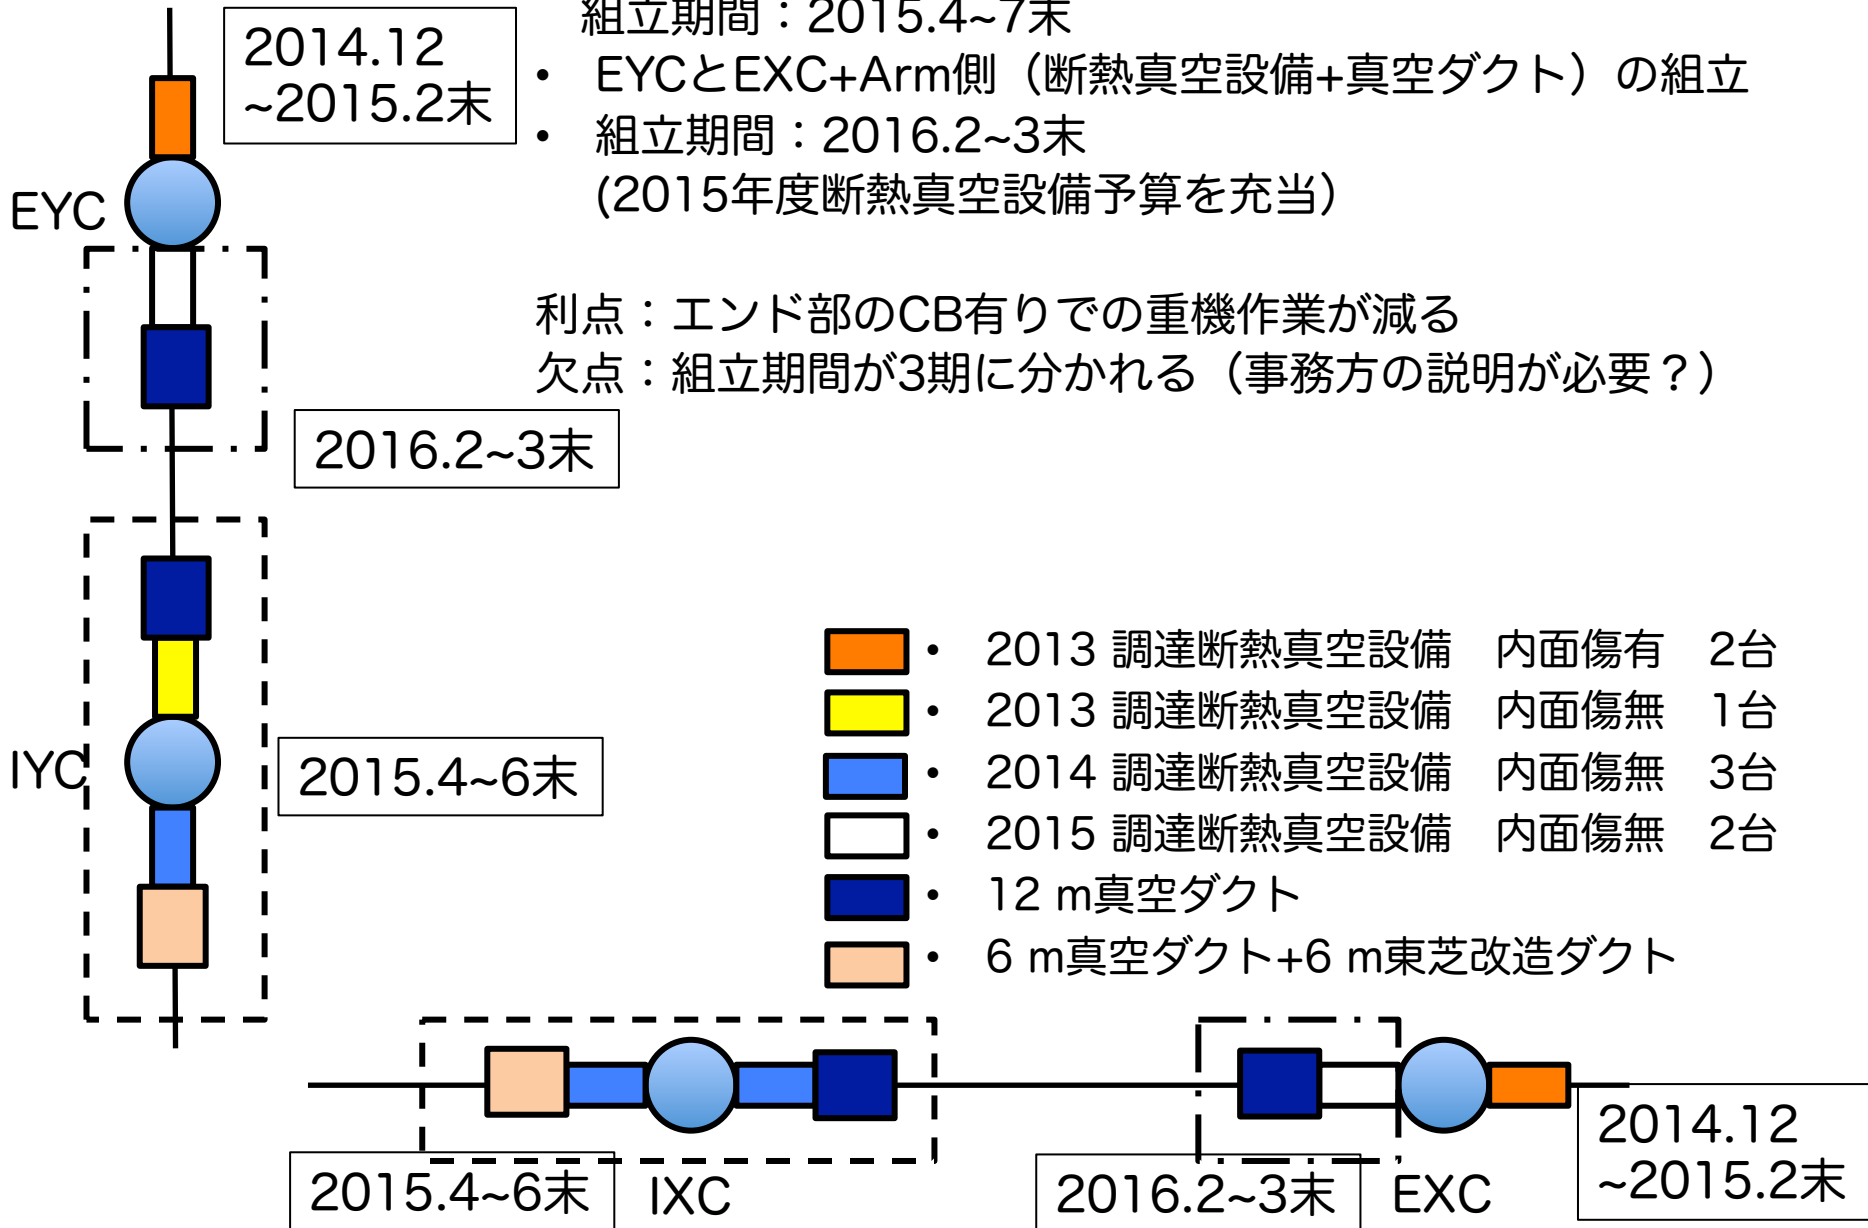 組立期間：2015.4~7末
• EYCとEXC+Arm側（断熱真空設備+真空ダクト）の組立
• 組立期間：2016.2~3末
(2015年度断熱真空設備予算を充当）
2014.12
~2015.2末
EYC
利点：エンド部のCB有りでの重機作業が減る
欠点：組立期間が3期に分かれる（事務方の説明が必要？）
2016.2~3末
IYC
2015.4~6末
• 2013 調達断熱真空設備　内面傷有　2台
• 2013 調達断熱真空設備　内面傷無　1台
• 2014 調達断熱真空設備　内面傷無　3台
• 2015 調達断熱真空設備　内面傷無　2台
• 12 m真空ダクト
• 6 m真空ダクト+6 m東芝改造ダクト
2015.4~6末
IXC
2016.2~3末
EXC
2014.12
~2015.2末